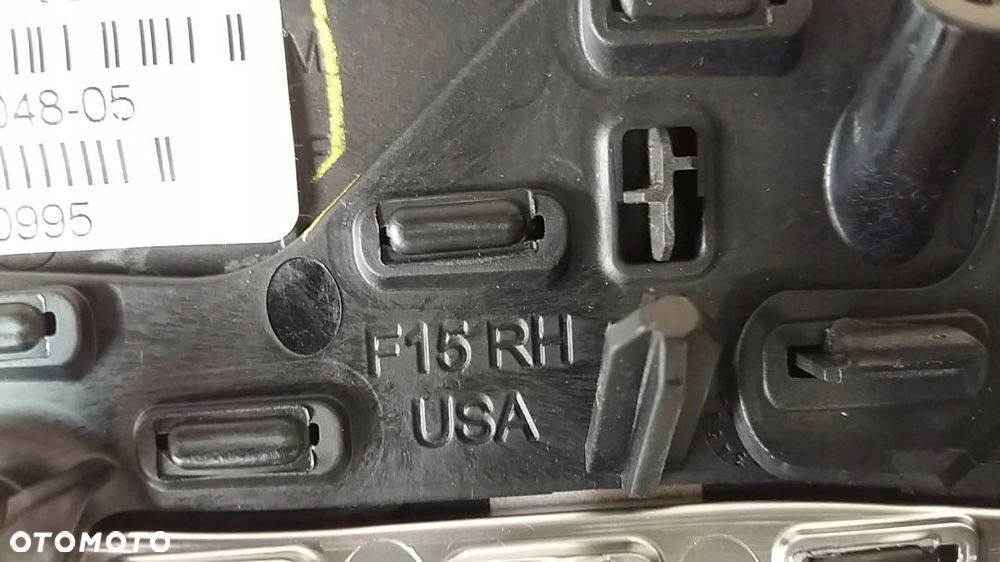 048-05
0995
M
F15 RH
USA
OTOMOTO